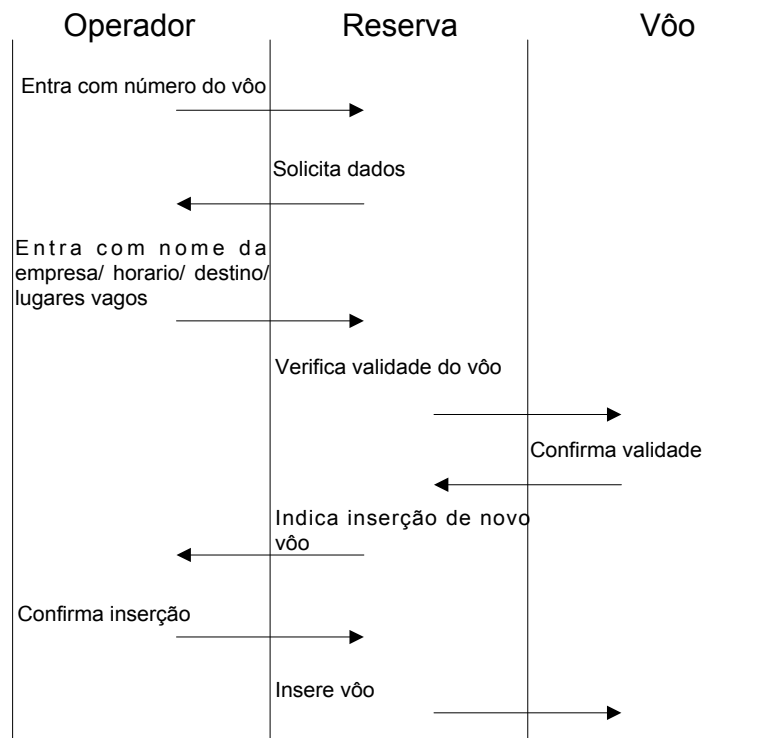 Operador Reserva Vôo
Entra com número do vôo
Solicita dados
Entra com nome da
empresa/ horario/ destino/
lugares vagos
Verifica validade do vôo
Confirma validade
Indica inserção de novo
vôo
Confirma inserção
Insere vôo